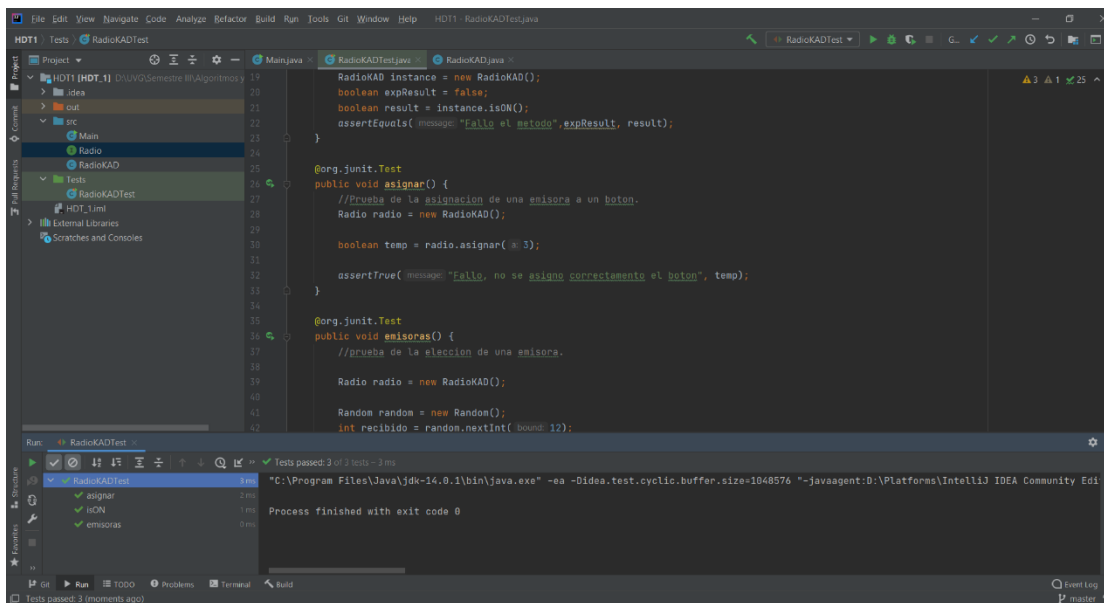 File Edit View Navigate Code Analyze Refactor Build Run Tools Git Window Help HDT1 - RadioKADTest.java
HDT1 Tests RadioKADTest
RadioKADTest
G...
Project
Main.java
RadioKADTest.java
RadioKAD.java
HDT1 [HDT_1] D:\UVG\Semestre III\Algoritmos y
.idea
out
src
Main
Radio
RadioKAD
Tests
RadioKADTest
HDT_1.iml
External Libraries
Scratches and Consoles
Project
Commit
Pull Requests
Structure
Favorites
3 1 25
19 RadioKAD instance = new RadioKAD();
20 boolean expResult = false;
21 boolean result = instance.isON();
22 assertEquals( message: "Fallo el metodo",expResult, result);
23 }
24
25 @org.junit.Test
26 public void asignar() {
27 //Prueba de la asignacion de una emisora a un boton.
28 Radio radio = new RadioKAD();
29
30 boolean temp = radio.asignar( a: 3);
31
32 assertTrue( message: "Fallo, no se asigno correctamento el boton", temp);
33 }
34
35 @org.junit.Test
36 public void emisoras() {
37 //prueba de la eleccion de una emisora.
38
39 Radio radio = new RadioKAD();
40
41 Random random = new Random();
42 int recibido = random.nextInt( bound: 12);
Run: RadioKADTest
Tests passed: 3 of 3 tests – 3 ms
RadioKADTest 3 ms
asignar 2 ms
isON 1 ms
emisoras 0 ms
"C:\Program Files\Java\jdk-14.0.1\bin\java.exe" -ea -Didea.test.cyclic.buffer.size=1048576 "-javaagent:D:\Platforms\IntelliJ IDEA Community Edi
Process finished with exit code 0
Git Run TODO Problems Terminal Build Event Log
Tests passed: 3 (moments ago) master